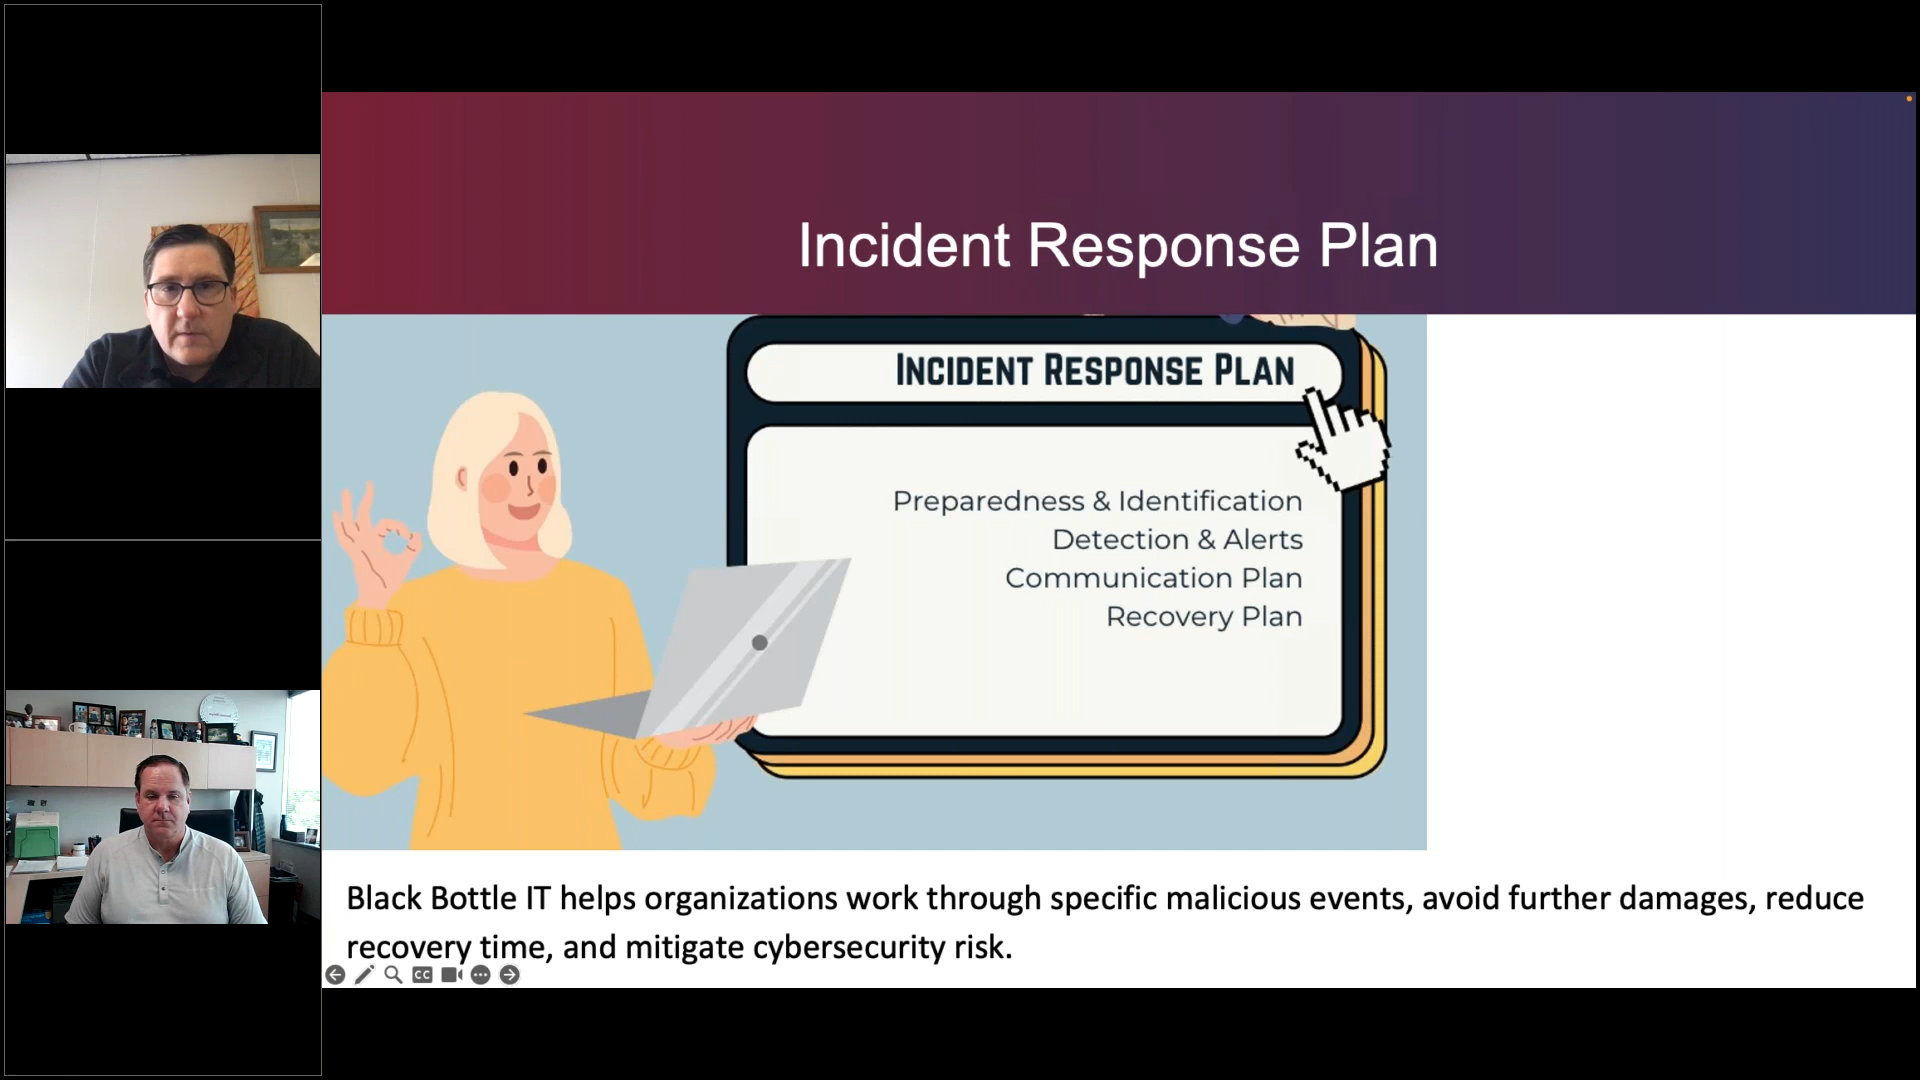 Incident Response Plan
INCIDENT RESPONSE PLAN
Preparedness & Identification
Detection & Alerts
Communication Plan
Recovery Plan
Black Bottle IT helps organizations work through specific malicious events, avoid further damages, reduce
recovery time, and mitigate cybersecurity risk.
CC